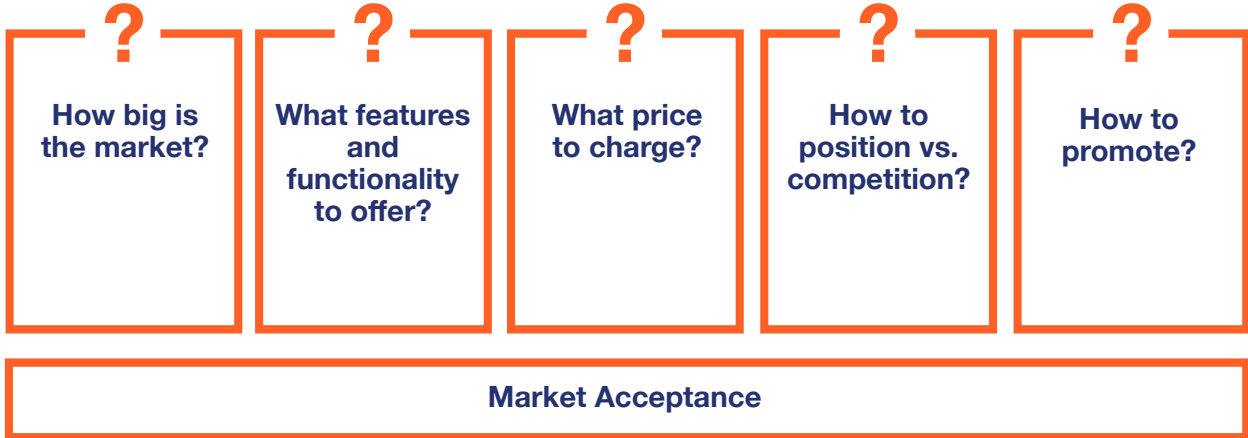 ?
?
?
?
?
How big is
the market?
What features
and
functionality
to offer?
What price
to charge?
How to
position vs.
competition?
How to
promote?
Market Acceptance